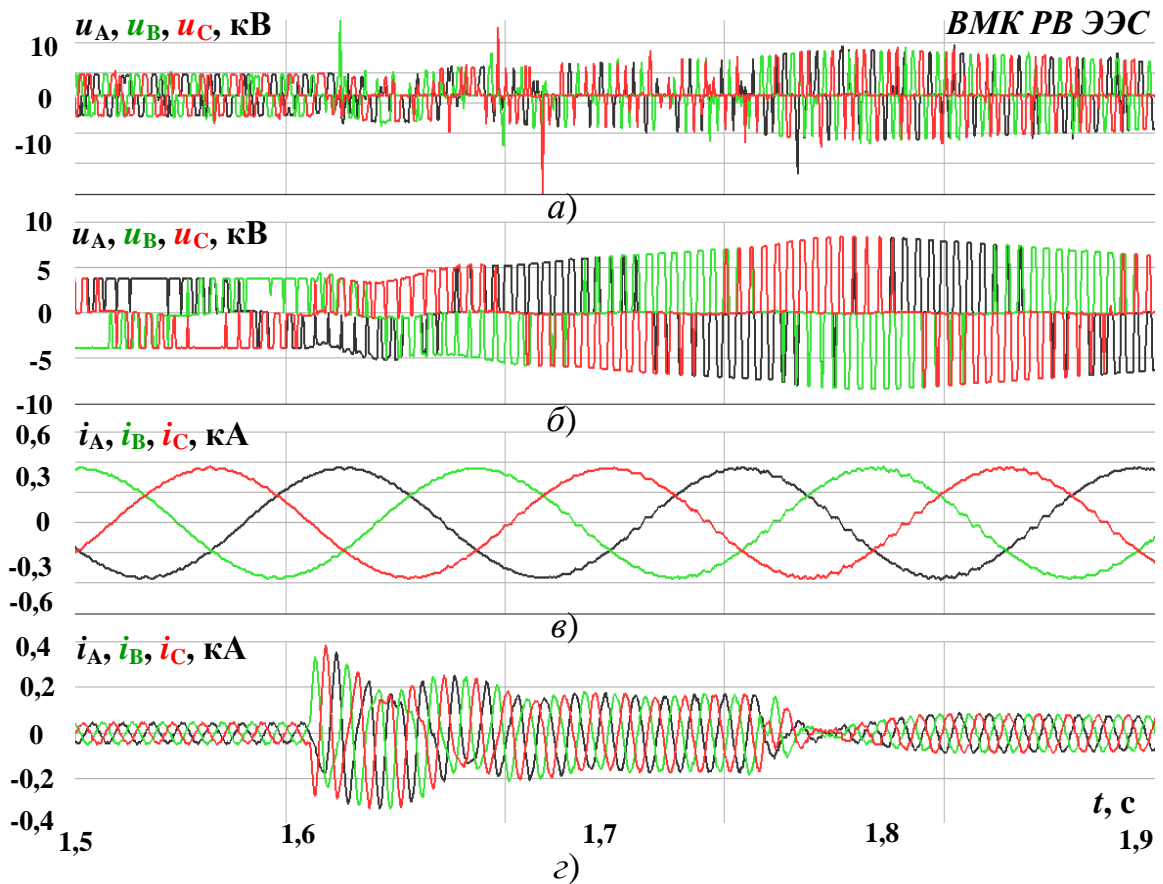 u_A, u_B, u_C, кВ
ВМК РВ ЭЭС
10
0
-10
а)
u_A, u_B, u_C, кВ
10
5
0
-5
-10
б)
i_A, i_B, i_C, кА
0,6
0,3
0
-0,3
-0,6
в)
i_A, i_B, i_C, кА
0,4
0,2
0
-0,2
-0,4
t, с
1,5 1,6 1,7 1,8 1,9
г)